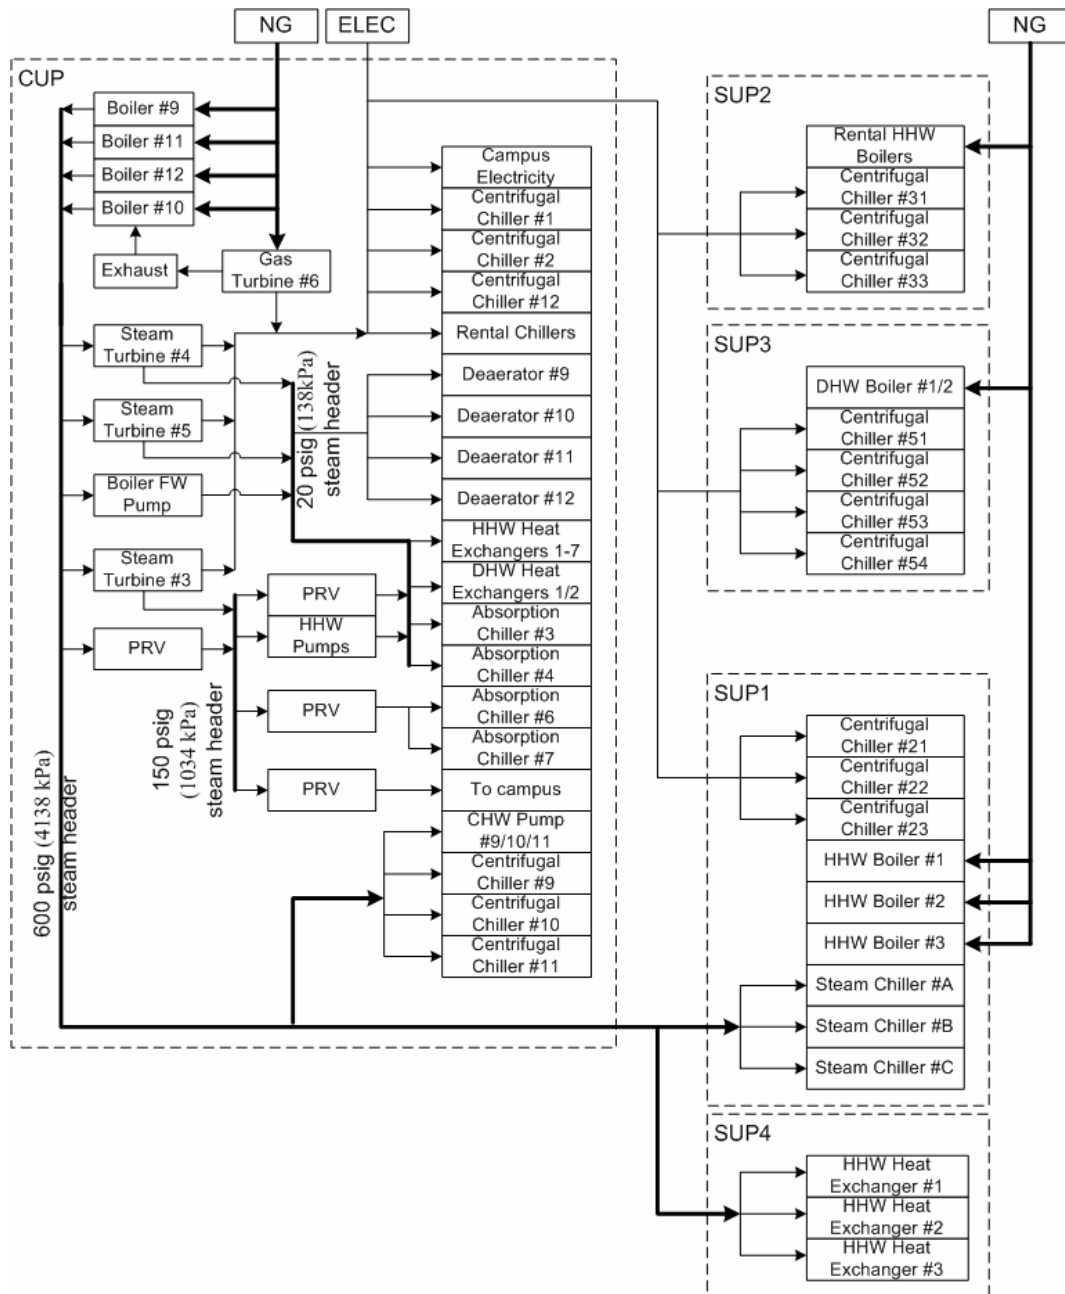 NG
ELEC
NG
CUP
Boiler #9
Boiler #11
Boiler #12
Boiler #10
Exhaust
Gas
Turbine #6
Steam
Turbine #4
Steam
Turbine #5
Boiler FW
Pump
Steam
Turbine #3
PRV
PRV
HHW
Pumps
PRV
PRV
600 psig (4138 kPa)
steam header
150 psig
(1034 kPa)
steam header
20 psig (138kPa)
steam header
Campus
Electricity
Centrifugal
Chiller #1
Centrifugal
Chiller #2
Centrifugal
Chiller #12
Rental Chillers
Deaerator #9
Deaerator #10
Deaerator #11
Deaerator #12
HHW Heat
Exchangers 1-7
DHW Heat
Exchangers 1/2
Absorption
Chiller #3
Absorption
Chiller #4
Absorption
Chiller #6
Absorption
Chiller #7
To campus
CHW Pump
#9/10/11
Centrifugal
Chiller #9
Centrifugal
Chiller #10
Centrifugal
Chiller #11
SUP2
Rental HHW
Boilers
Centrifugal
Chiller #31
Centrifugal
Chiller #32
Centrifugal
Chiller #33
SUP3
DHW Boiler #1/2
Centrifugal
Chiller #51
Centrifugal
Chiller #52
Centrifugal
Chiller #53
Centrifugal
Chiller #54
SUP1
Centrifugal
Chiller #21
Centrifugal
Chiller #22
Centrifugal
Chiller #23
HHW Boiler #1
HHW Boiler #2
HHW Boiler #3
Steam Chiller #A
Steam Chiller #B
Steam Chiller #C
SUP4
HHW Heat
Exchanger #1
HHW Heat
Exchanger #2
HHW Heat
Exchanger #3